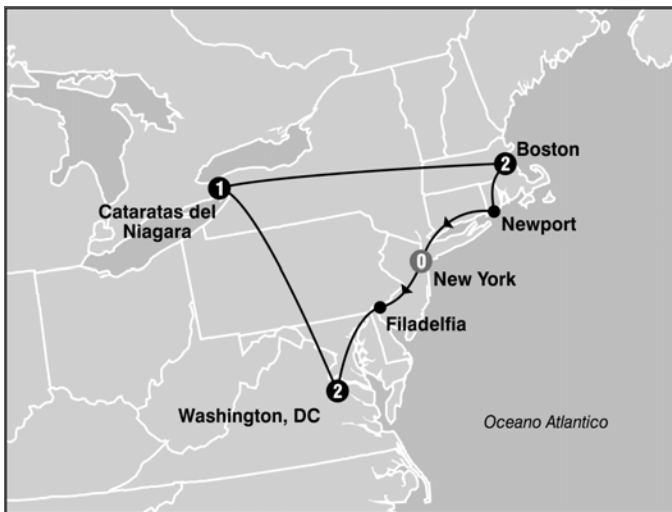 Boston
2
1
Cataratas del
Niagara
Newport
0
New York
Filadelfia
2
Washington, DC
Oceano Atlantico